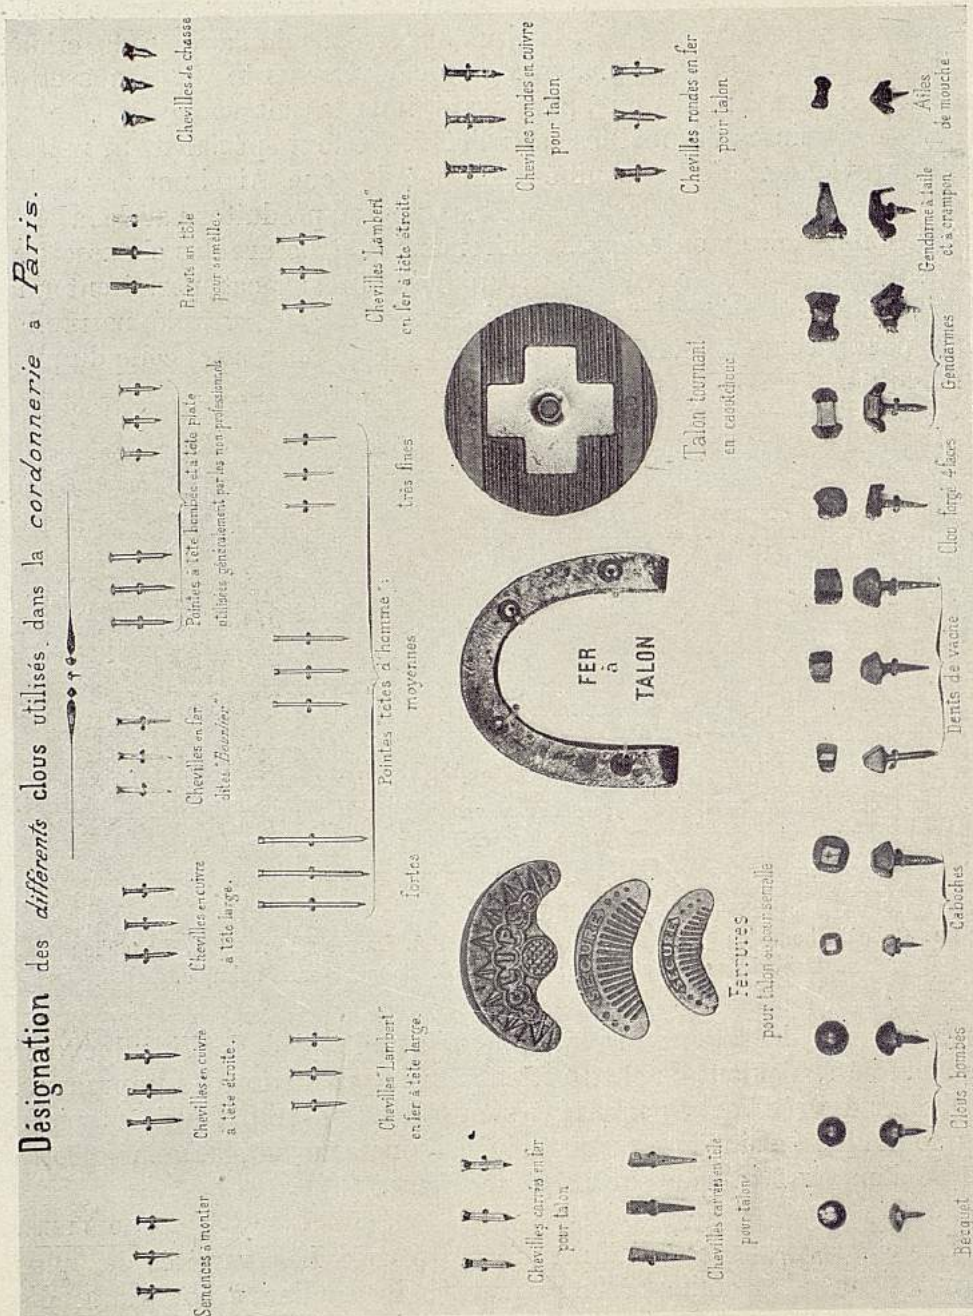 Désignation des différents clous utilisés dans la cordonnerie à Paris.
Semences à monter
Chevilles en cuivre
à tête étroite.
Chevilles en cuivre
à tête large.
Chevilles en fer
dites
Pointes à tête bombée et à tête plate
utilisées généralement par les non professionnels
Rivets en tôle
pour semelle.
Chevilles de chasse
Chevilles "Lambert"
en fer à tête large.
fortes
moyennes
très fines
Pointes "têtes d'homme":
Chevilles "Lambert"
en fer à tête étroite.
Chevilles carrées en fer
pour talon
Chevilles carrées en tôle
pour talon
ECLIPSE
SECURITE
SECURITA
Ferrures
pour talon ou pour semelle
FER
à
TALON
Talon tournant
en caoutchouc
Chevilles rondes en cuivre
pour talon
Chevilles rondes en fer
pour talon
Becquet
Clous bombés
Caboches
Dents de vache
Clou forgé 4 faces
Gendarmes
Gendarme à taile
et à crampon
Ailes
de mouche